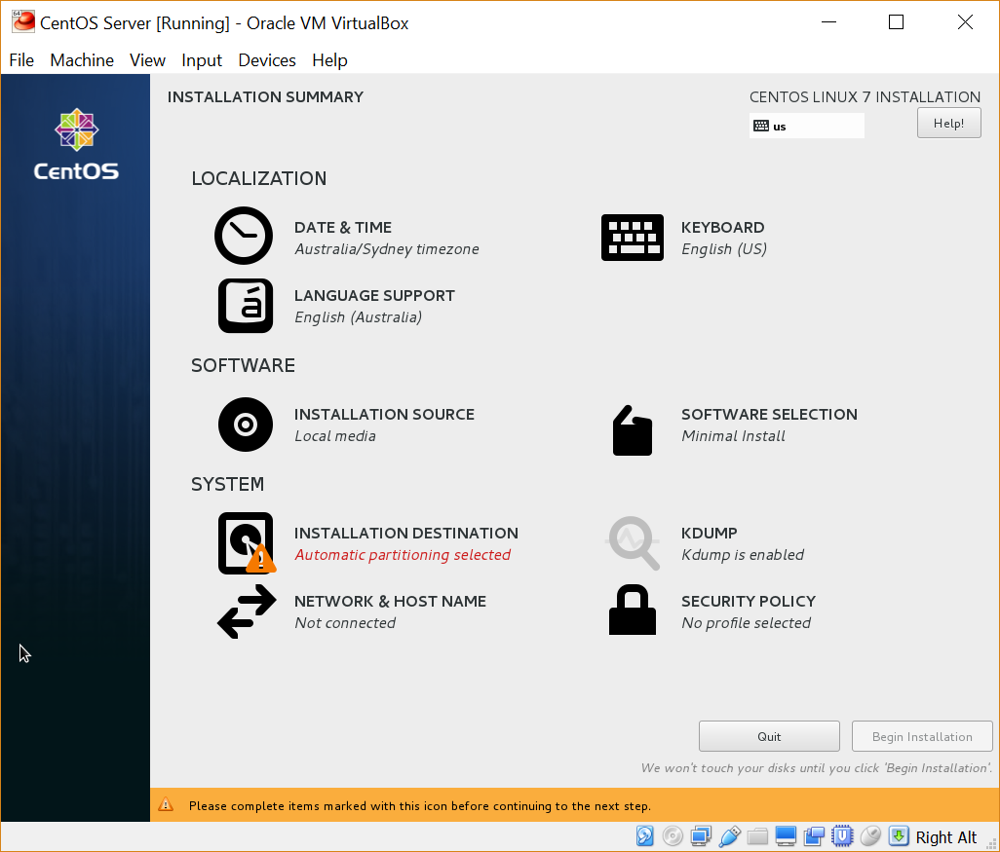 CentOS Server [Running] - Oracle VM VirtualBox
File Machine View Input Devices Help
INSTALLATION SUMMARY
CENTOS LINUX 7 INSTALLATION
us
Help!
CentOS
LOCALIZATION
DATE & TIME
Australia/Sydney timezone
KEYBOARD
English (US)
LANGUAGE SUPPORT
English (Australia)
SOFTWARE
INSTALLATION SOURCE
Local media
SOFTWARE SELECTION
Minimal Install
SYSTEM
INSTALLATION DESTINATION
Automatic partitioning selected
KDUMP
Kdump is enabled
NETWORK & HOST NAME
Not connected
SECURITY POLICY
No profile selected
Quit
Begin Installation
We won't touch your disks until you click 'Begin Installation'.
Please complete items marked with this icon before continuing to the next step.
Right Alt